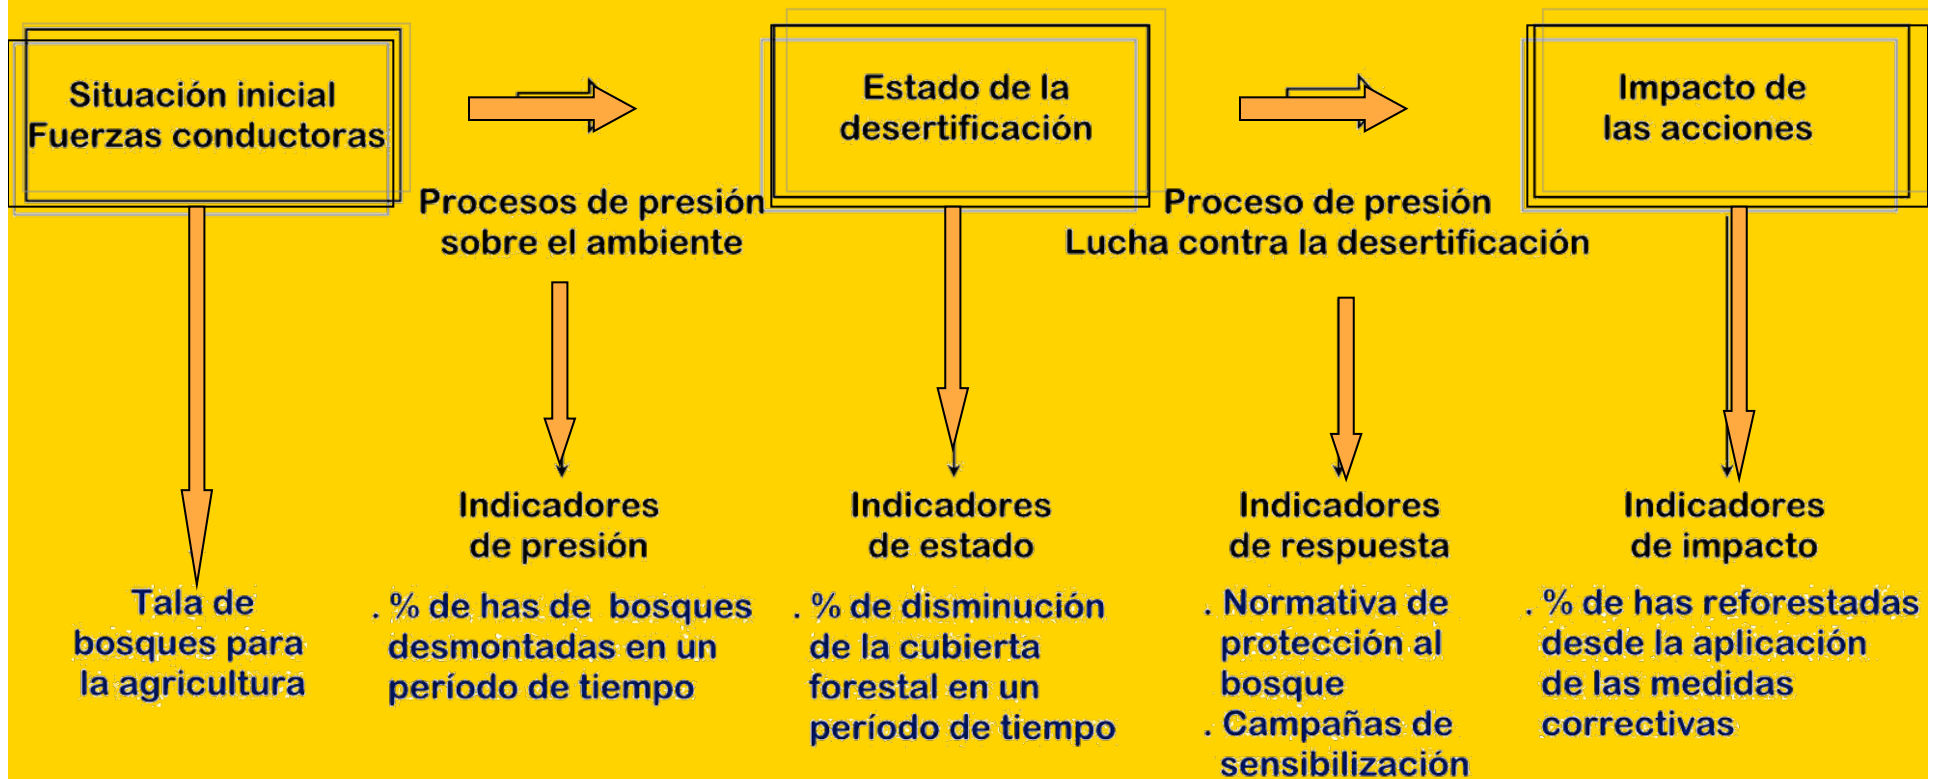 Situación inicial
Fuerzas conductoras
Procesos de presión
sobre el ambiente
Estado de la
desertificación
Proceso de presión
Lucha contra la desertificación
Impacto de
las acciones
Tala de
bosques para
la agricultura
Indicadores
de presión
. % de has de bosques
desmontadas en un
período de tiempo
Indicadores
de estado
. % de disminución
de la cubierta
forestal en un
período de tiempo
Indicadores
de respuesta
. Normativa de
protección al
bosque
. Campañas de
sensibilización
Indicadores
de impacto
. % de has reforestadas
desde la aplicación
de las medidas
correctivas